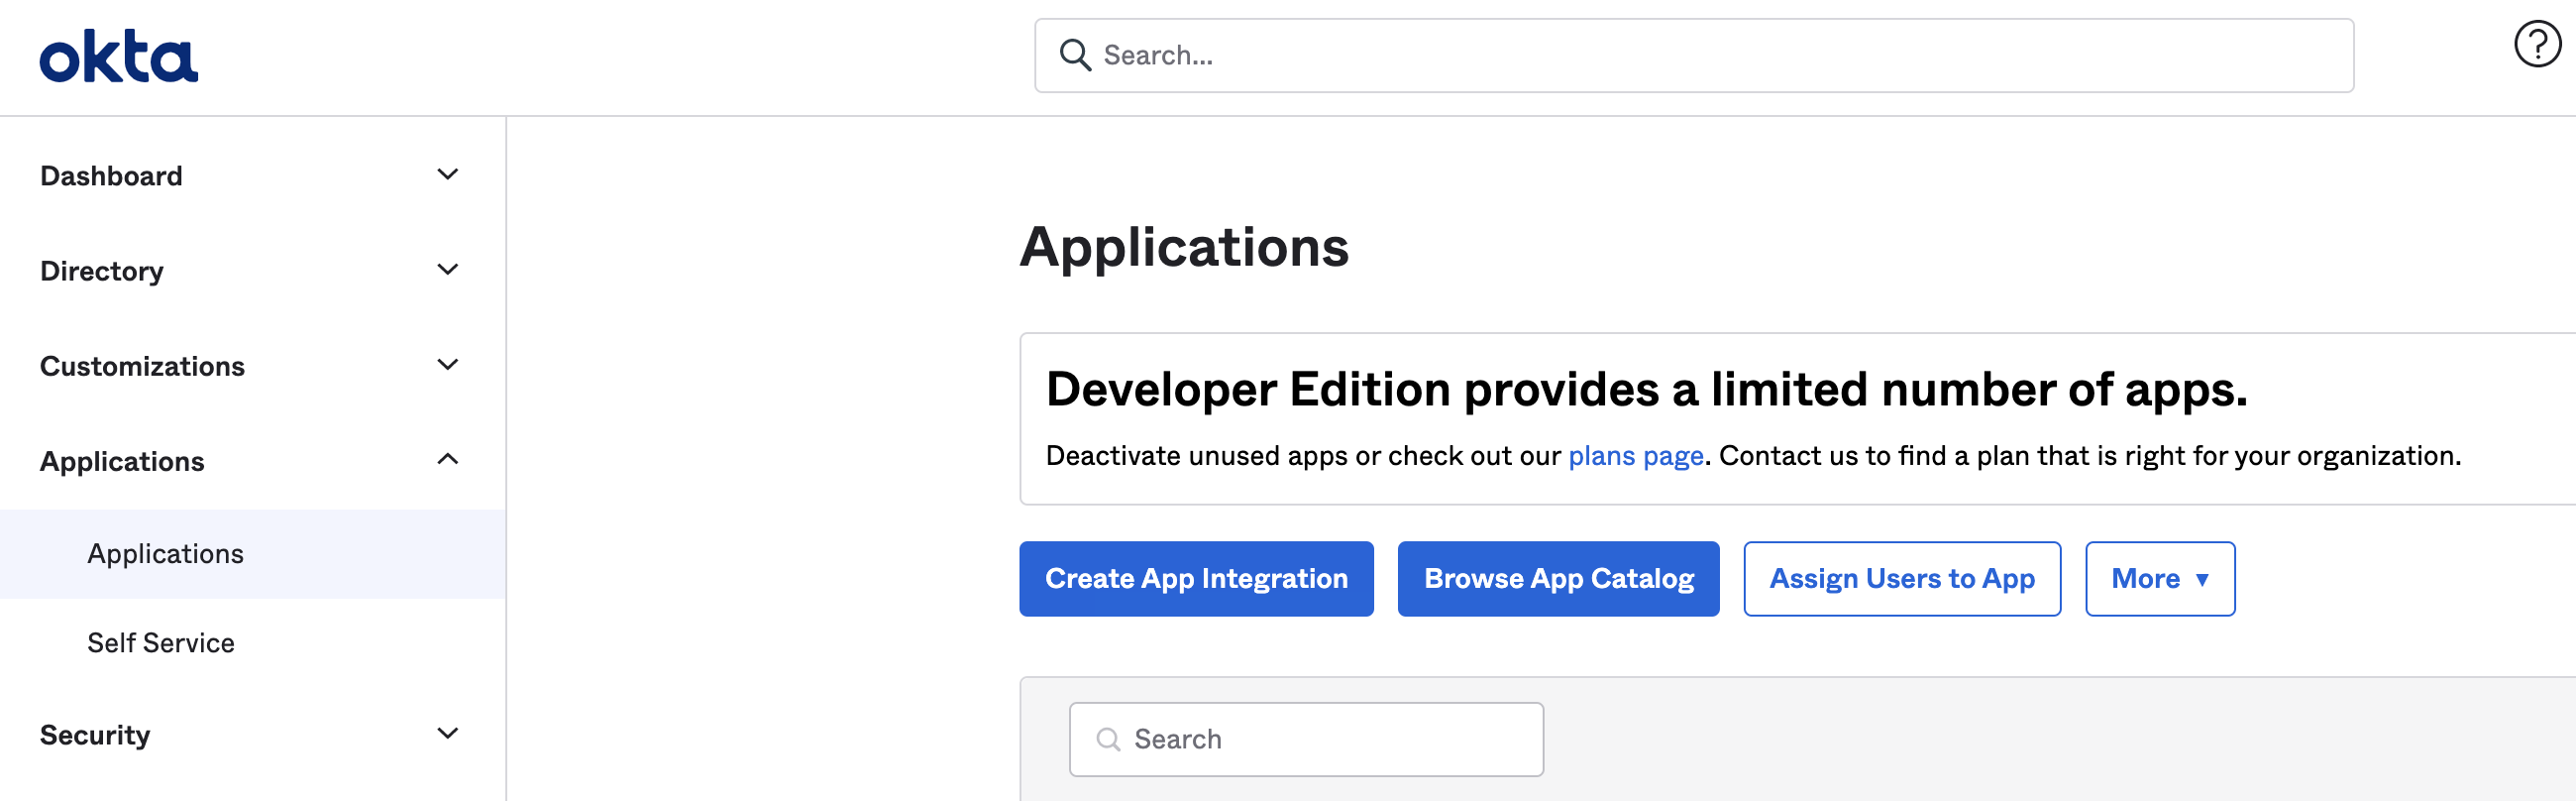 okta
Search...
Dashboard
Directory
Customizations
Applications
Applications
Self Service
Security
Applications
Developer Edition provides a limited number of apps.
Deactivate unused apps or check out our plans page. Contact us to find a plan that is right for your organization.
Create App Integration
Browse App Catalog
Assign Users to App
More ▼
Search